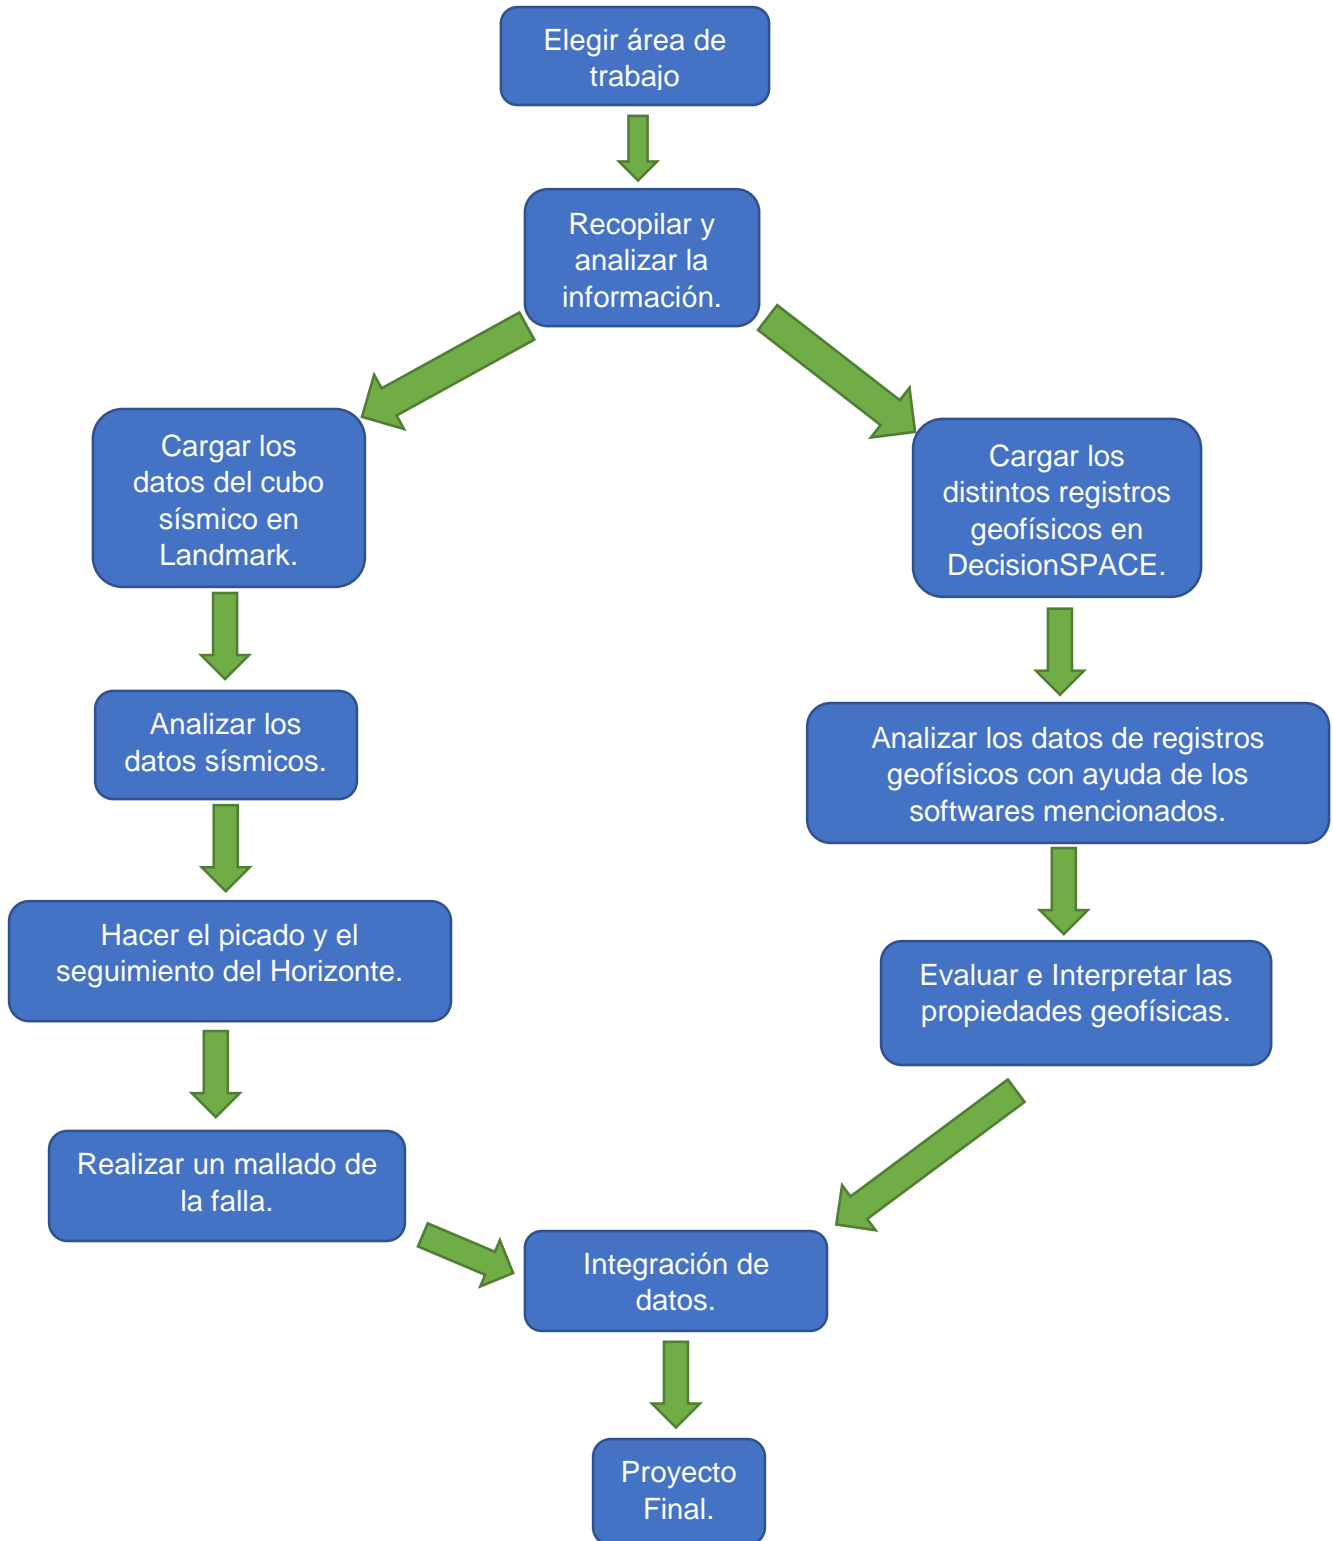 Elegir área de
trabajo
Recopilar y
analizar la
información.
Cargar los
datos del cubo
sísmico en
Landmark.
Analizar los
datos sísmicos.
Hacer el picado y el
seguimiento del Horizonte.
Realizar un mallado de
la falla.
Cargar los
distintos registros
geofísicos en
DecisionSPACE.
Analizar los datos de registros
geofísicos con ayuda de los
softwares mencionados.
Evaluar e Interpretar las
propiedades geofísicas.
Integración de
datos.
Proyecto
Final.